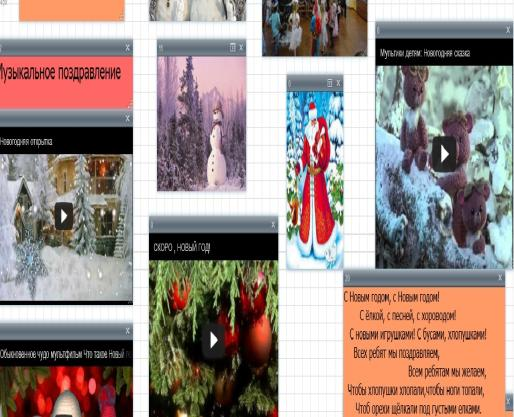 Музыкальное поздравление
Новогодняя открытка
Обыкновенное чудо мультфильм Что такое Новый
СКОРО , НОВЫЙ ГОД!
Мультики детям: Новогодняя сказка
С Новым годом, с Новым годом!
С ёлкой, с песней, с хороводом!
С новыми игрушками! С бусами, хлопушками!
Всех ребят мы поздравляем,
Всем ребятам мы желаем,
Чтобы хлопушки хлопали,чтобы ноги топали,
Чтоб орехи щёлкали под густыми елками.